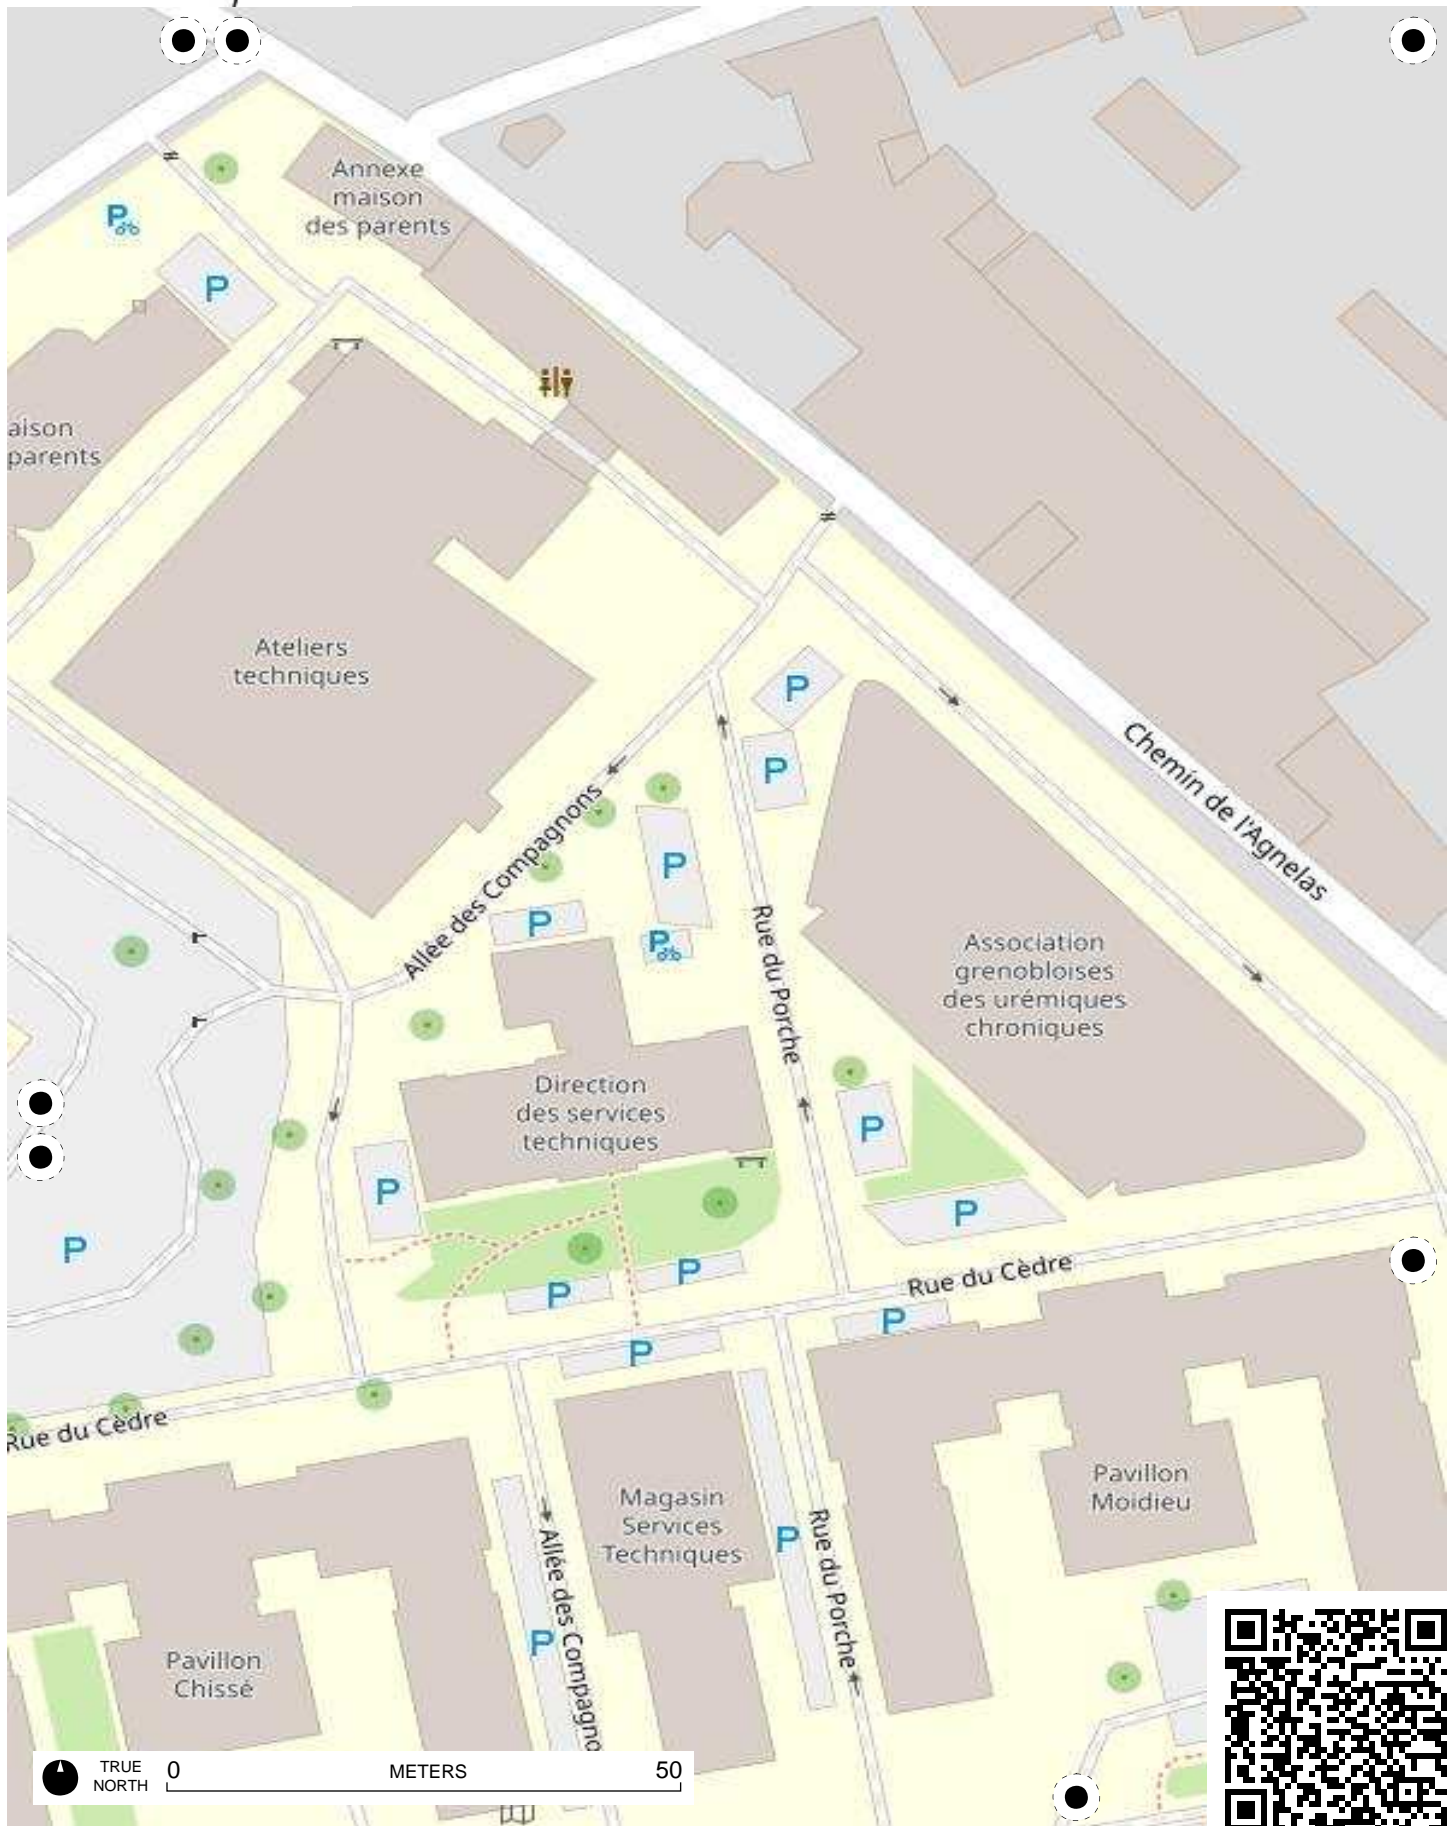 Annexe
maison
des parents
P
P
aison
parents
Ateliers
techniques
P
P
Chemin de l'Agnelas
P
Allée des Compagnons
P
P
Rue du Porche
Association
grenobloises
des urémiques
chroniques
Direction
des services
techniques
P
P
P
P
P
P
Rue du Cèdre
P
P
P
Rue du Cèdre
Pavillon
Moidieu
Magasin
Services
Techniques
P
Rue du Porche
P
Allée des Compagno
Pavillon
Chissé
TRUE
NORTH
0 METERS 50